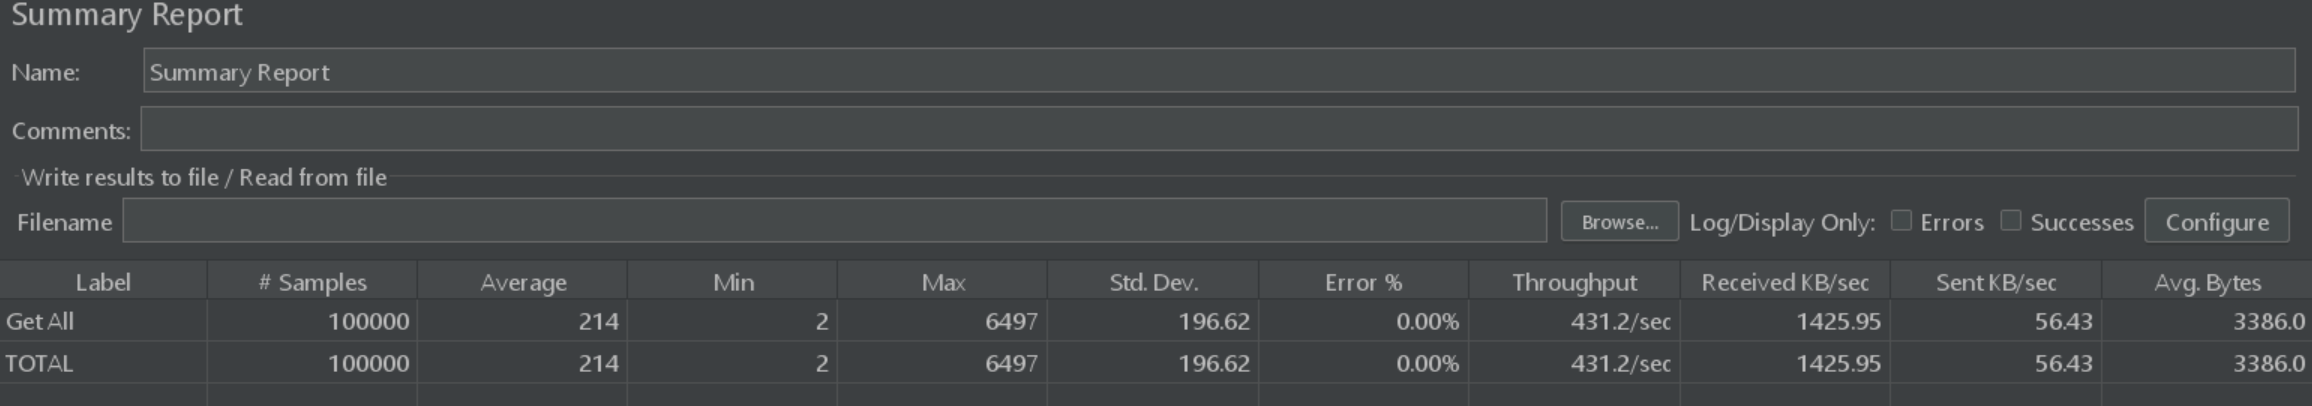 Summary Report
Name: Summary Report
Comments:
Write results to file / Read from file
Filename Browse... Log/Display Only: Errors Successes Configure
Label # Samples Average Min Max Std. Dev. Error % Throughput Received KB/sec Sent KB/sec Avg. Bytes
Get All 100000 214 2 6497 196.62 0.00% 431.2/sec 1425.95 56.43 3386.0
TOTAL 100000 214 2 6497 196.62 0.00% 431.2/sec 1425.95 56.43 3386.0